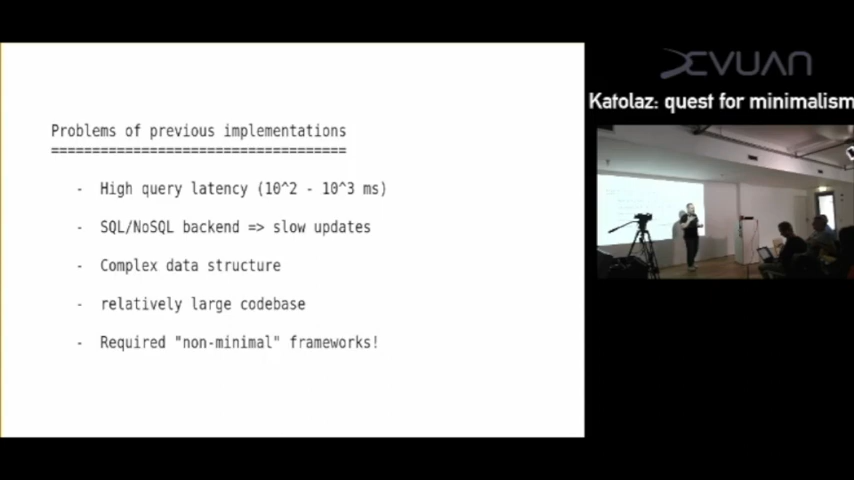 Problems of previous implementations
====================================
- High query latency (10^2 - 10^3 ms)
- SQL/NoSQL backend => slow updates
- Complex data structure
- relatively large codebase
- Required "non-minimal" frameworks!
DEVUAN
Katolaz: quest for minimalism